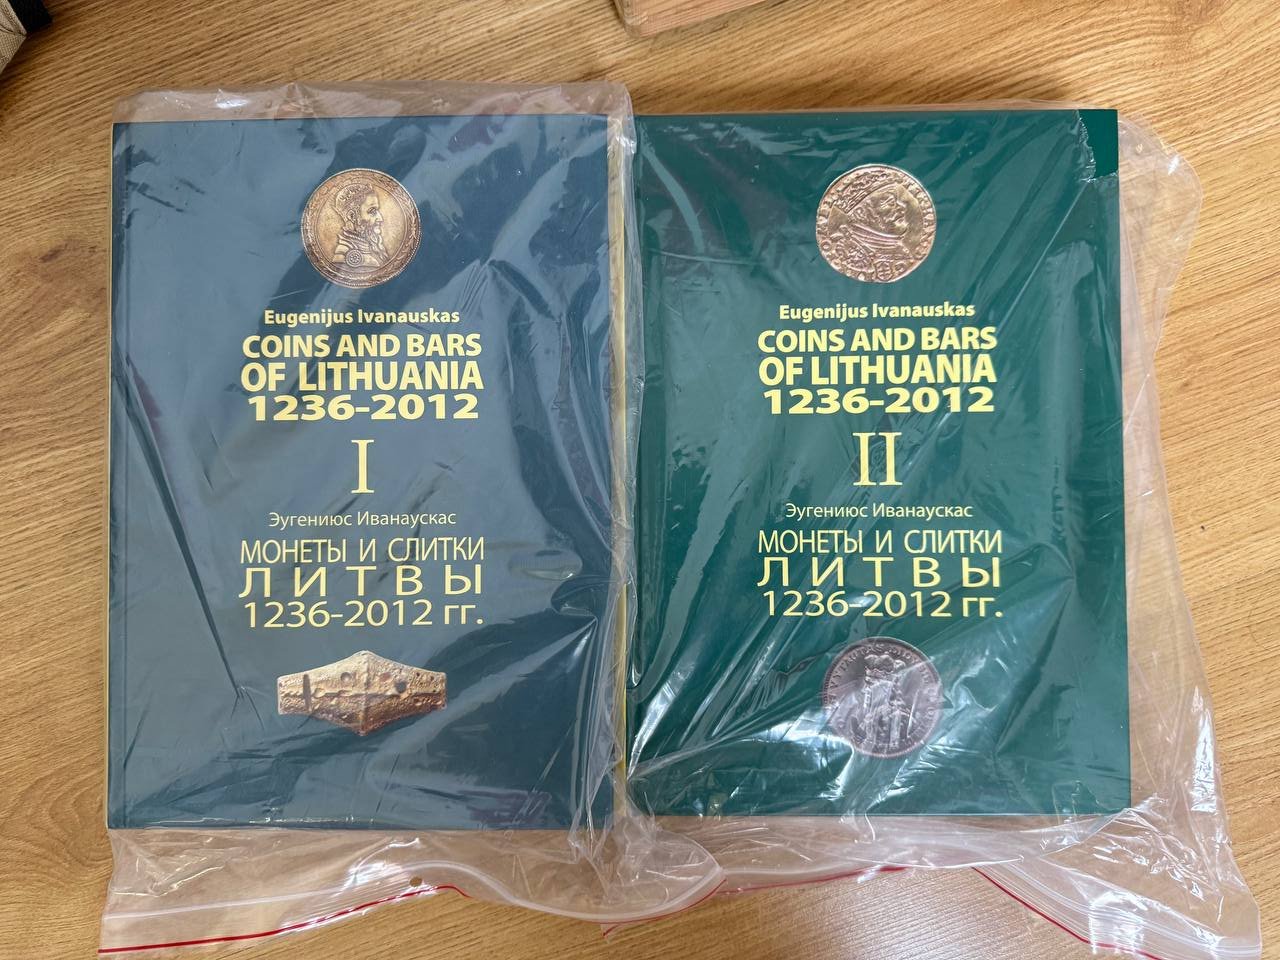 Eugenijus Ivanauskas
COINS AND BARS
OF LITHUANIA
1236-2012
I
Эугениюс Иванаускас
МОНЕТЫ И СЛИТКИ
ЛИТВЫ
1236-2012 гг.
Eugenijus Ivanauskas
COINS AND BARS
OF LITHUANIA
1236-2012
II
Эугениюс Иванаускас
МОНЕТЫ И СЛИТКИ
ЛИТВЫ
1236-2012 гг.